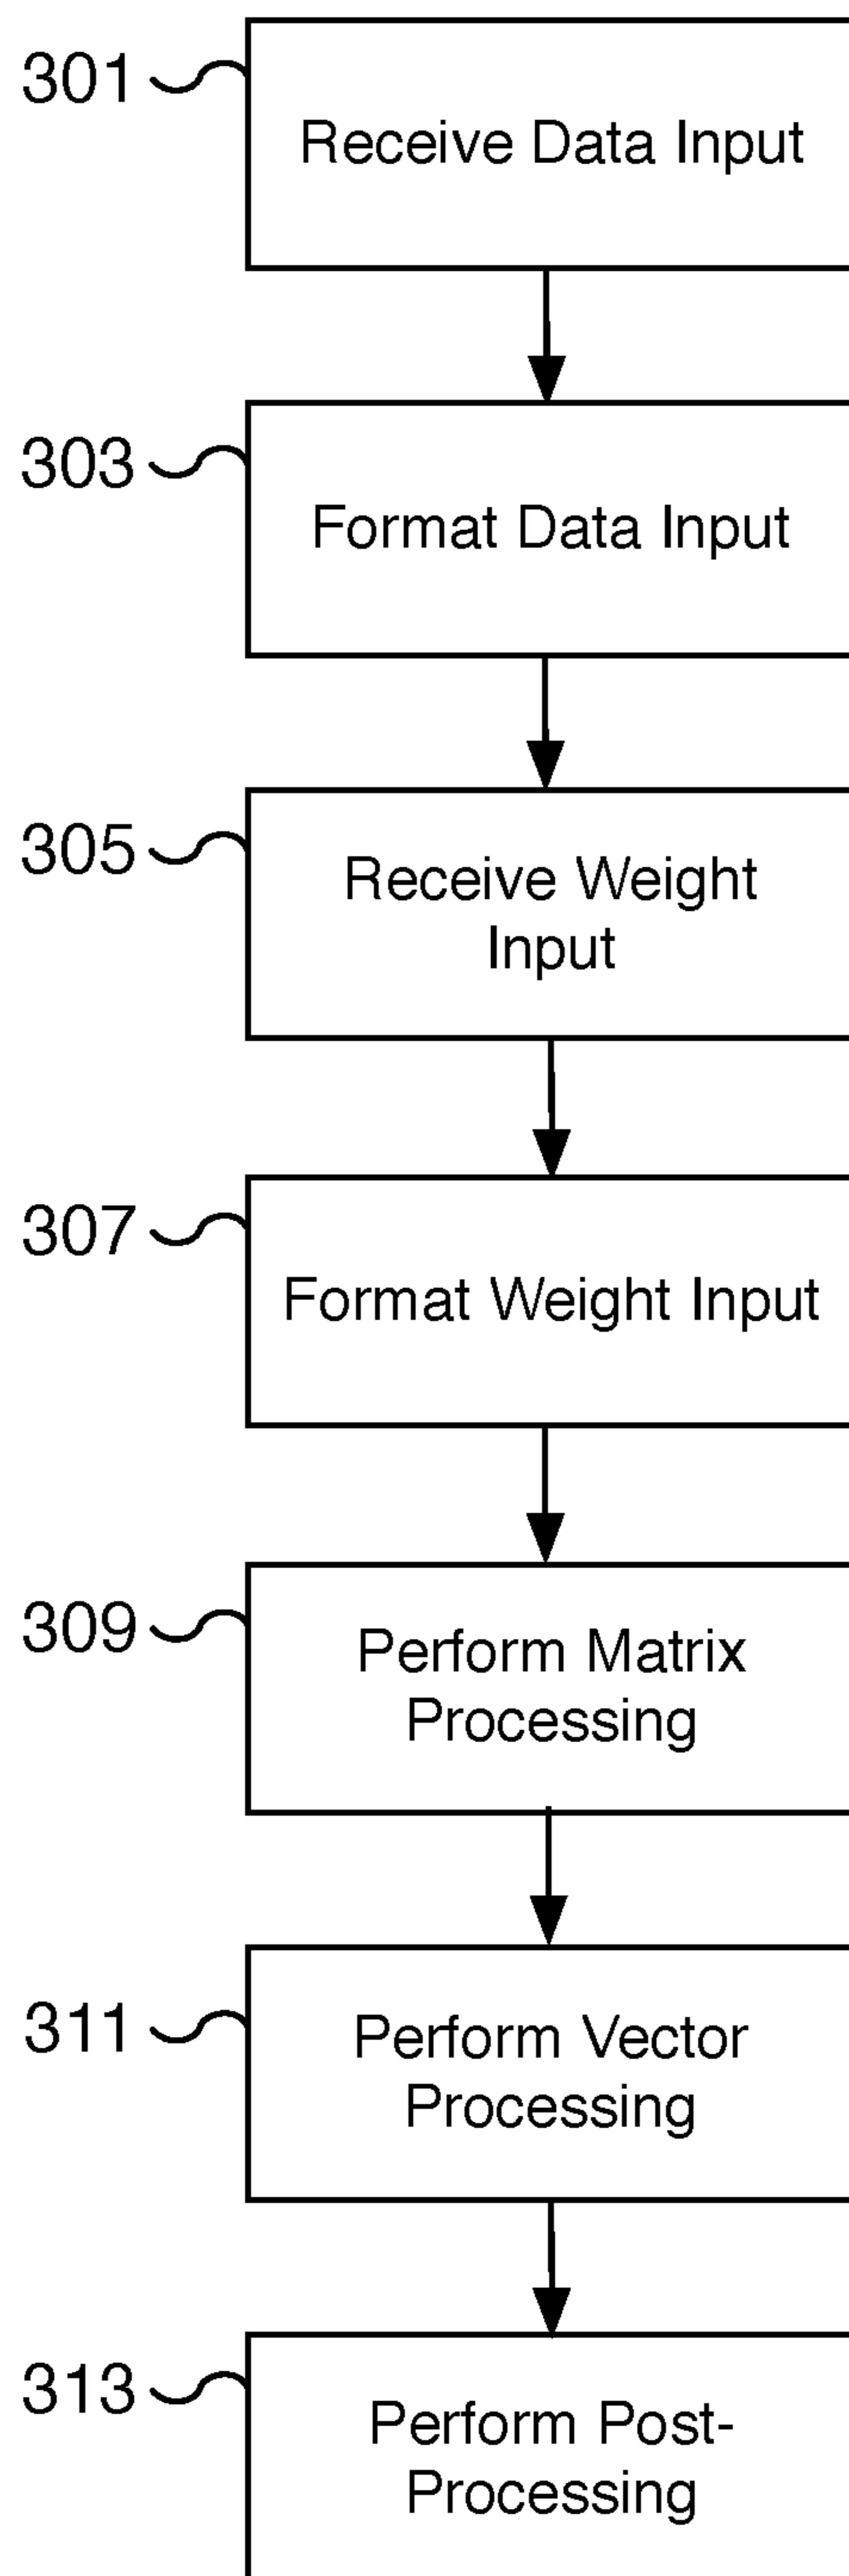 301
Receive Data Input
303
Format Data Input
305
Receive Weight
Input
307
Format Weight Input
309
Perform Matrix
Processing
311
Perform Vector
Processing
313
Perform Post-
Processing